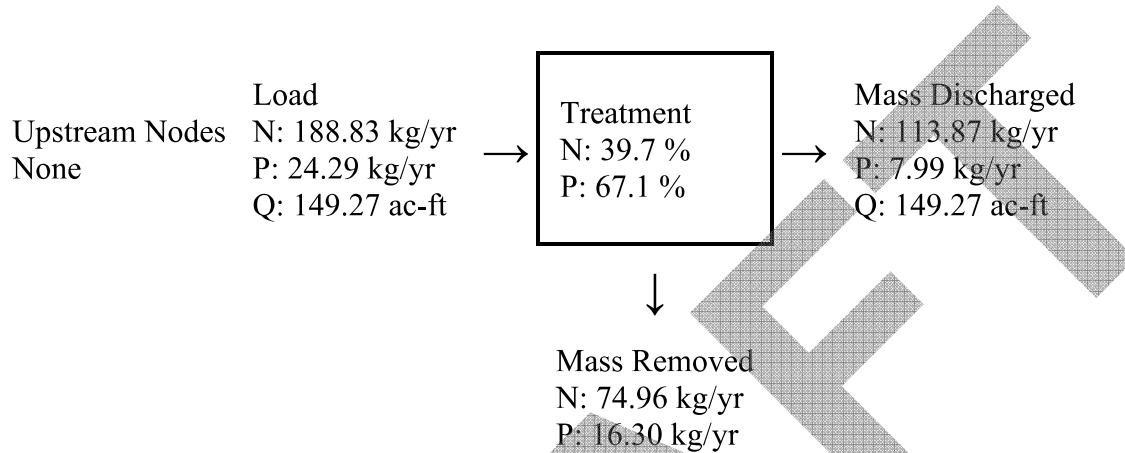 Upstream Nodes
None
Load
N: 188.83 kg/yr
P: 24.29 kg/yr
Q: 149.27 ac-ft
→
Treatment
N: 39.7 %
P: 67.1 %
→
Mass Discharged
N: 113.87 kg/yr
P: 7.99 kg/yr
Q: 149.27 ac-ft
↓
Mass Removed
N: 74.96 kg/yr
P: 16.30 kg/yr